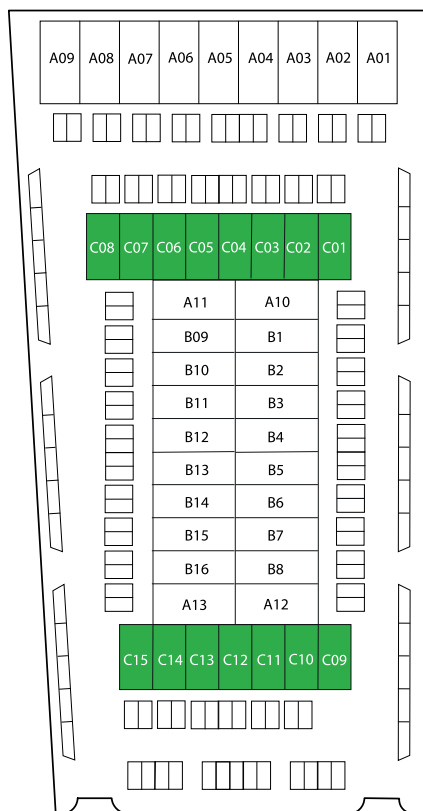 A09 A08 A07 A06 A05 A04 A03 A02 A01
C08 C07 C06 C05 C04 C03 C02 C01
A11 A10
B09 B1
B10 B2
B11 B3
B12 B4
B13 B5
B14 B6
B15 B7
B16 B8
A13 A12
C15 C14 C13 C12 C11 C10 C09